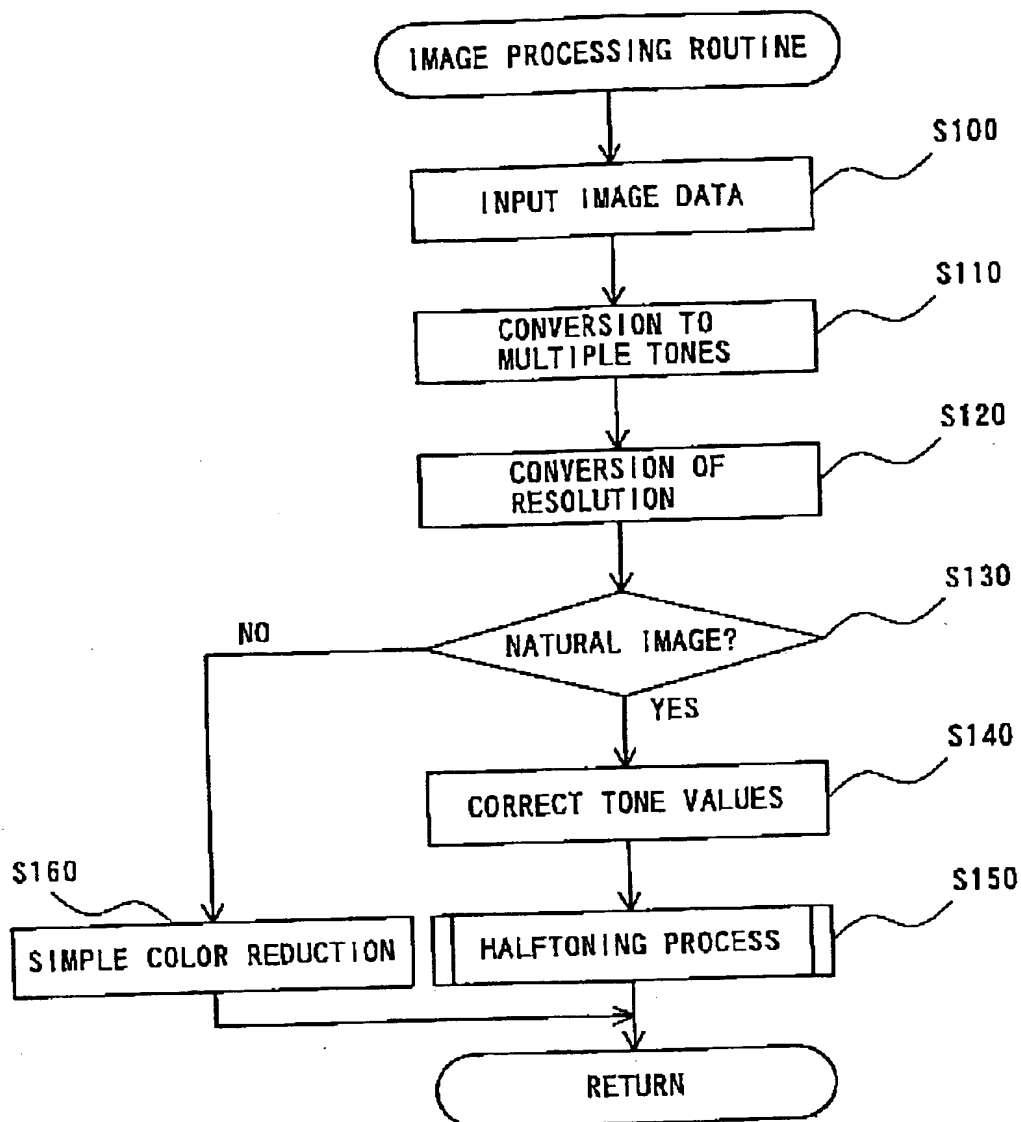 IMAGE PROCESSING ROUTINE
S100
INPUT IMAGE DATA
S110
CONVERSION TO
MULTIPLE TONES
S120
CONVERSION OF
RESOLUTION
S130
NATURAL IMAGE?
NO
YES
S140
CORRECT TONE VALUES
S160
SIMPLE COLOR REDUCTION
S150
HALFTONING PROCESS
RETURN